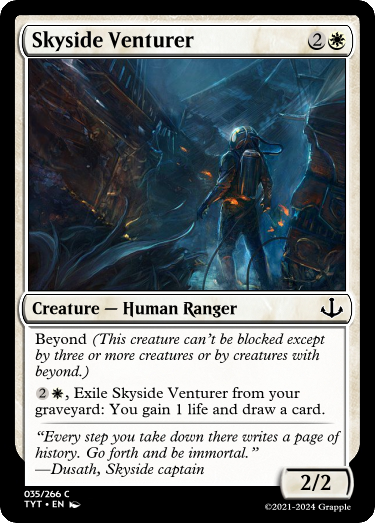 Skyside Venturer 2
Creature — Human Ranger
Beyond (This creature can't be blocked except
by three or more creatures or by creatures with
beyond.)
2, Exile Skyside Venturer from your
graveyard: You gain 1 life and draw a card.
"Every step you take down there writes a page of
history. Go forth and be immortal."
—Dusath, Skyside captain
2/2
035/266 C
TYT • EN
©2021-2024 Grapple